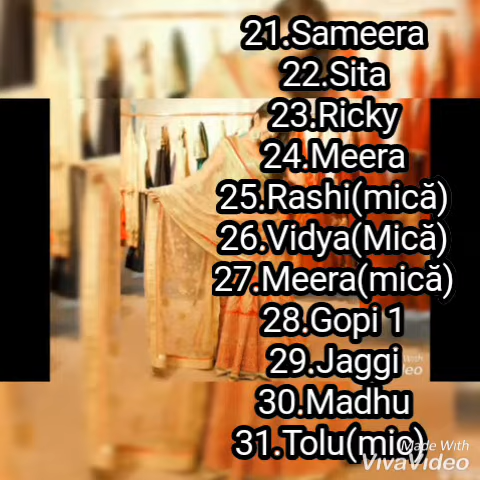 21.Sameera
22.Sita
23.Ricky
24.Meera
25.Rashi(mică)
26.Vidya(Mică)
27.Meera(mică)
28.Gopi 1
29.Jaggi
30.Madhu
31.Tolu(mic)
Made With
VivaVideo